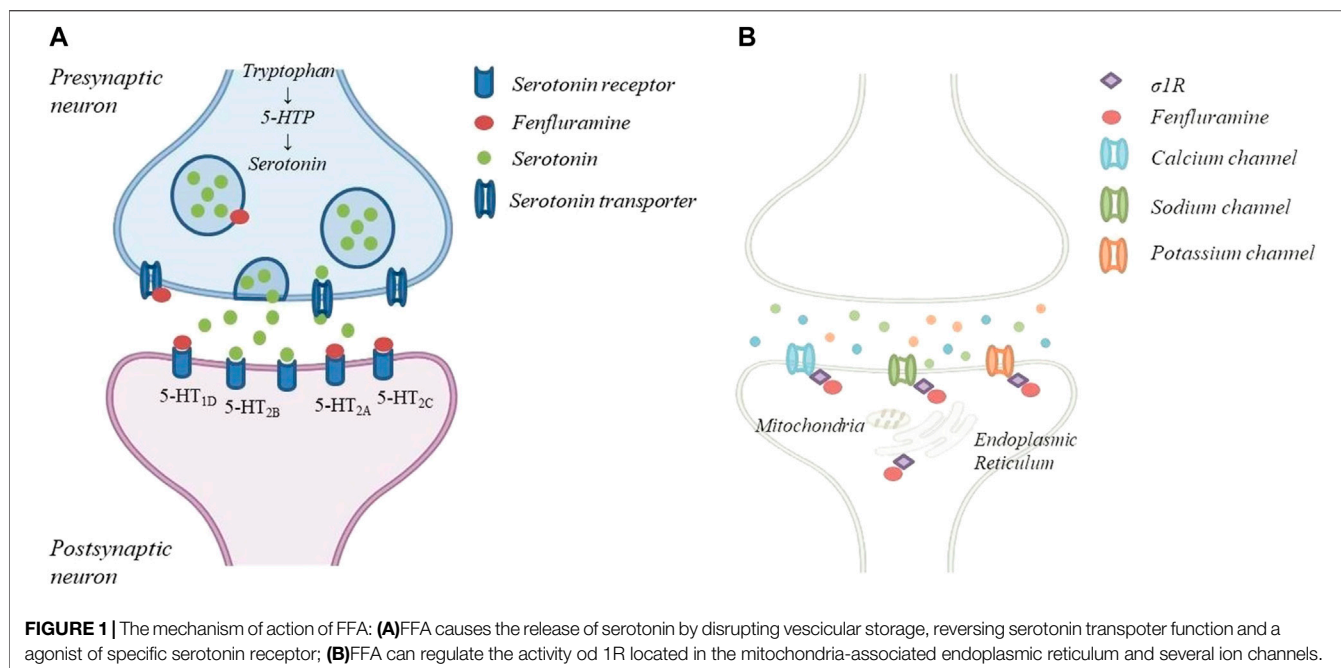 A
Presynaptic
neuron
Tryptophan
↓
5-HTP
↓
Serotonin
Serotonin receptor
Fenfluramine
Serotonin
Serotonin transporter
5-HT1D
5-HT2B
5-HT2A
5-HT2C
Postsynaptic
neuron
B
σ1R
Fenfluramine
Calcium channel
Sodium channel
Potassium channel
Mitochondria
Endoplasmic
Reticulum
FIGURE 1 | The mechanism of action of FFA: (A)FFA causes the release of serotonin by disrupting vescicular storage, reversing serotonin transpoter function and a
agonist of specific serotonin receptor; (B)FFA can regulate the activity od 1R located in the mitochondria-associated endoplasmic reticulum and several ion channels.